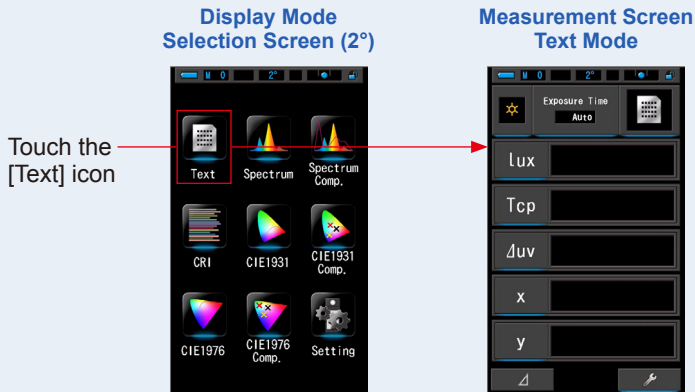 Display Mode
Selection Screen (2°)
Measurement Screen
Text Mode
Touch the
[Text] icon
M 0 2°
Text
Spectrum
Spectrum
Comp.
CRI
CIE1931
CIE1931
Comp.
CIE1976
CIE1976
Comp.
Setting
M 0 2°
Exposure Time
Auto
lux
Tcp
⊿uv
x
y
⊿